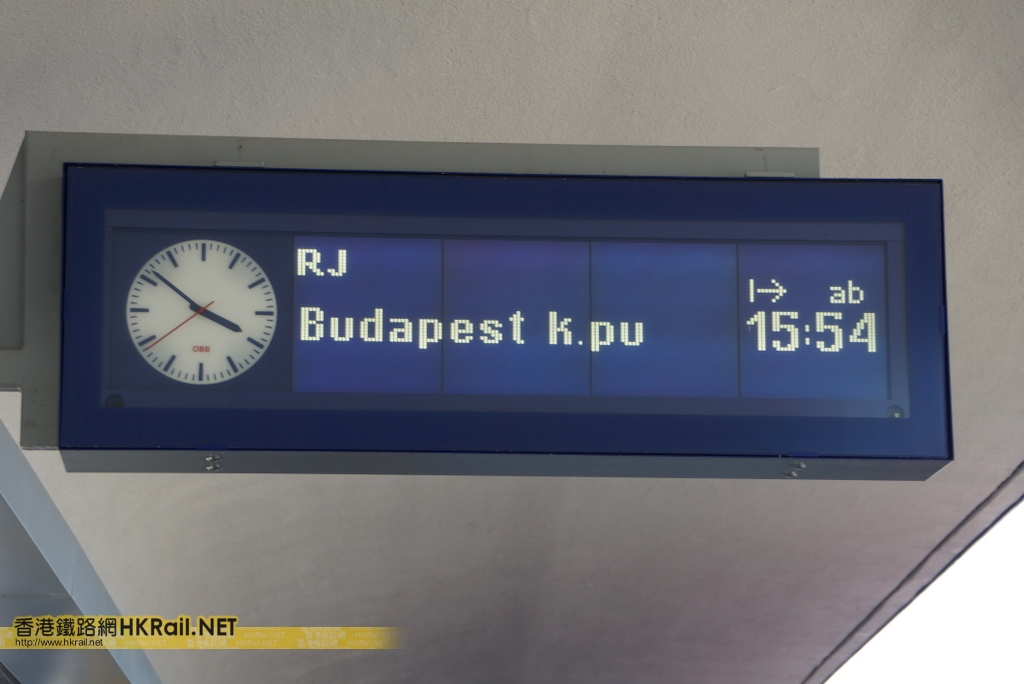 RJ
ab
Budapest k.pu
15:54
ÖBB
香港鐵路網HKRail.NET
http://www.hkrail.net